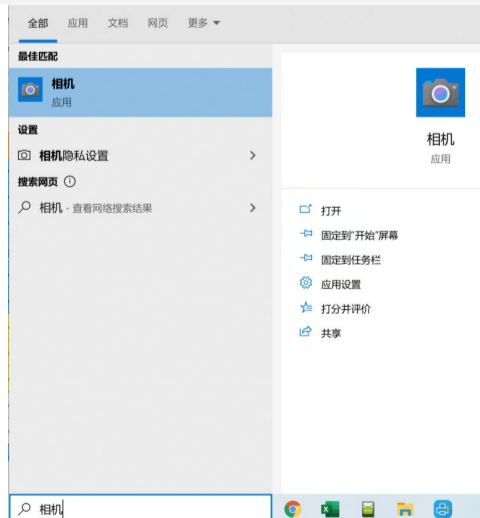 全部 应用 文档 网页 更多
最佳匹配
相机
应用
设置
相机隐私设置
搜索网页
相机 - 查看网络搜索结果
相机
应用
打开
固定到"开始"屏幕
固定到任务栏
应用设置
打分并评价
共享
相机